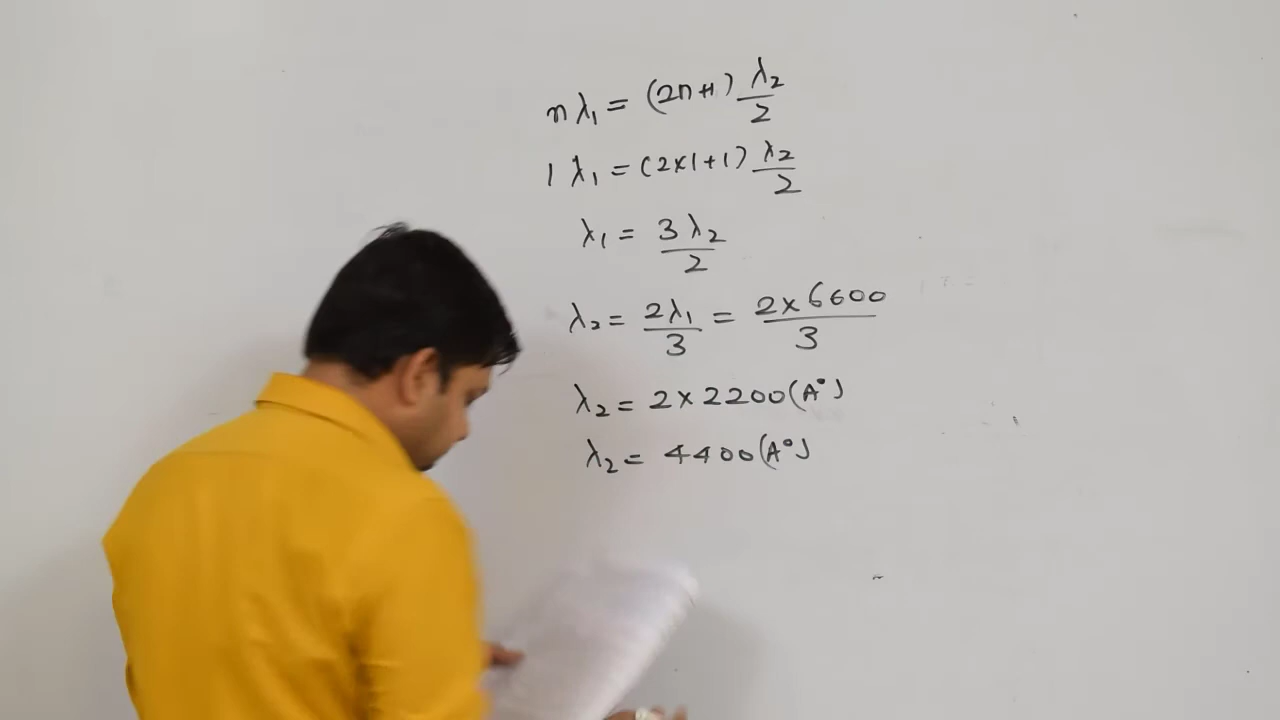 nλ₁ = (2n+1) λ₂/2
1 λ₁ = (2×1+1) λ₂/2
λ₁ = 3λ₂/2
λ₂ = 2λ₁/3 = 2×6600/3
λ₂ = 2×2200(A°)
λ₂ = 4400(A°)